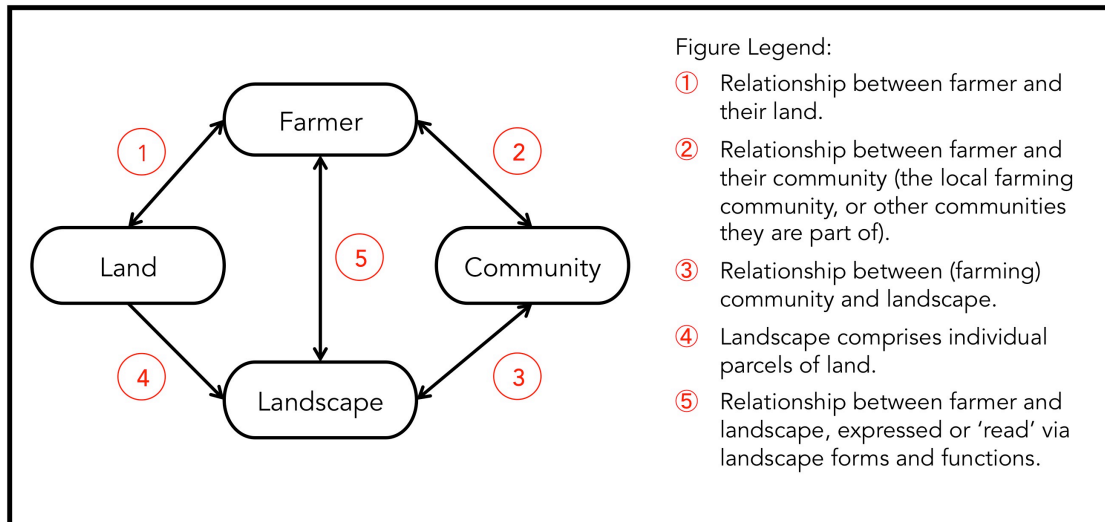 Farmer
1
2
Land
5
Community
4
Landscape
3
Figure Legend:
① Relationship between farmer and
their land.
② Relationship between farmer and
their community (the local farming
community, or other communities
they are part of).
③ Relationship between (farming)
community and landscape.
④ Landscape comprises individual
parcels of land.
⑤ Relationship between farmer and
landscape, expressed or ‘read’ via
landscape forms and functions.